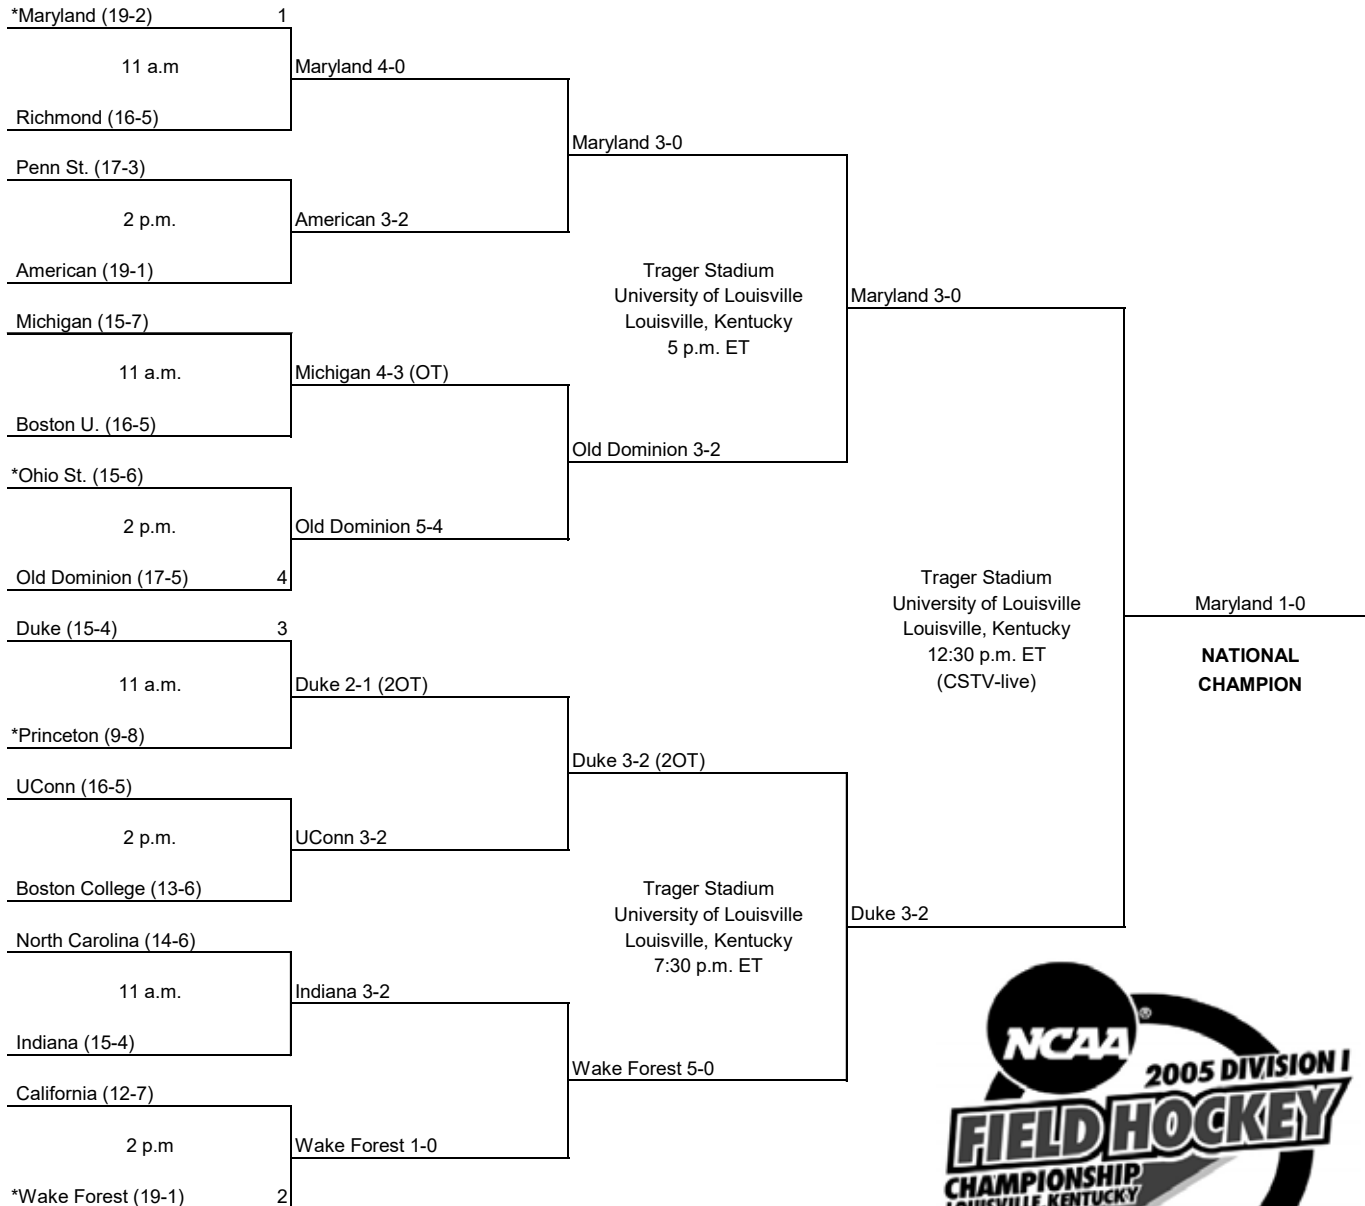 *Maryland (19-2) 1
11 a.m
Maryland 4-0
Richmond (16-5)
Maryland 3-0
Penn St. (17-3)
2 p.m.
American 3-2
American (19-1)
Trager Stadium
University of Louisville
Louisville, Kentucky
5 p.m. ET
Maryland 3-0
Michigan (15-7)
11 a.m.
Michigan 4-3 (OT)
Boston U. (16-5)
Old Dominion 3-2
*Ohio St. (15-6)
2 p.m.
Old Dominion 5-4
Old Dominion (17-5) 4
Trager Stadium
University of Louisville
Louisville, Kentucky
12:30 p.m. ET
(CSTV-live)
Maryland 1-0
NATIONAL
CHAMPION
Duke (15-4) 3
11 a.m.
Duke 2-1 (2OT)
*Princeton (9-8)
Duke 3-2 (2OT)
UConn (16-5)
2 p.m.
UConn 3-2
Boston College (13-6)
Trager Stadium
University of Louisville
Louisville, Kentucky
7:30 p.m. ET
Duke 3-2
North Carolina (14-6)
11 a.m.
Indiana 3-2
Indiana (15-4)
Wake Forest 5-0
California (12-7)
2 p.m
Wake Forest 1-0
*Wake Forest (19-1) 2
NCAA ®
2005 DIVISION I
FIELD HOCKEY
CHAMPIONSHIP
LOUISVILLE, KENTUCKY